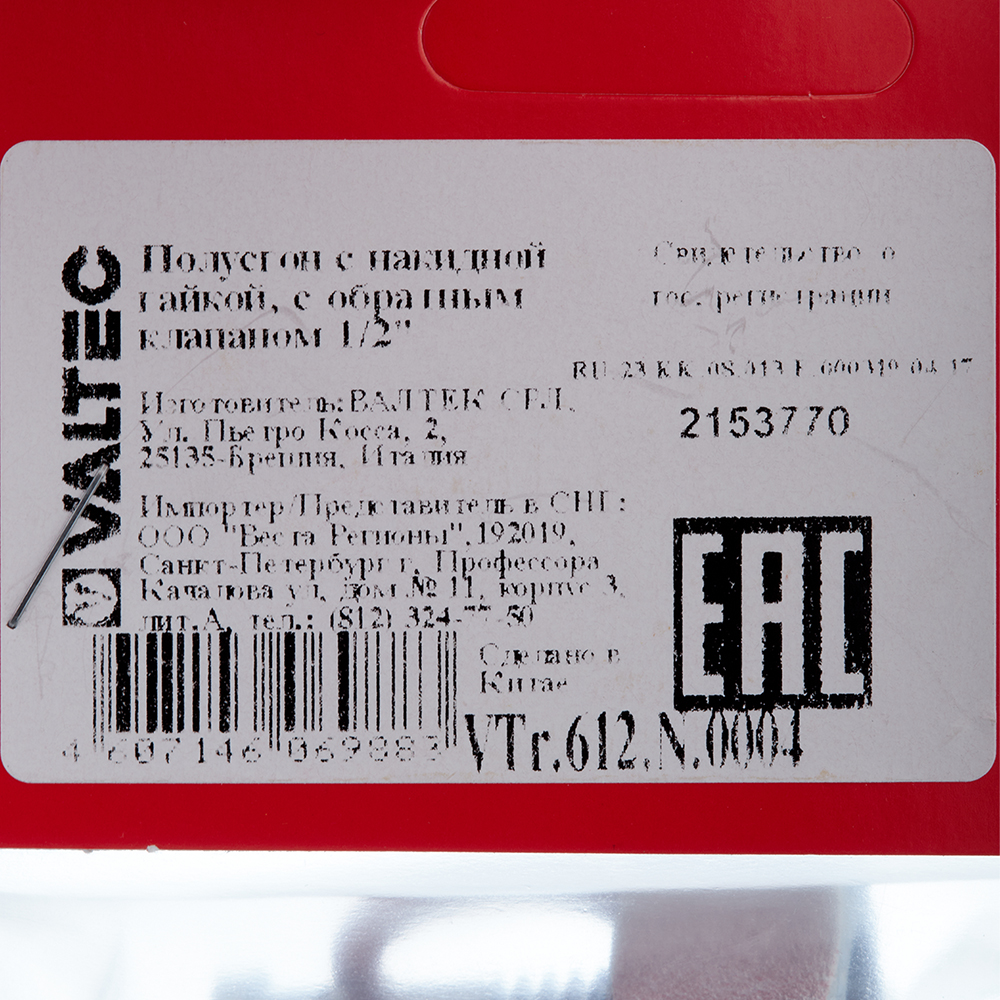 VALTEC
Полусгон с накидной
гайкой, с обратным
клапаном 1/2"
Изготовитель: ВАЛТЕК СРЛ,
Ул. Пьетро Косса, 2,
25135-Брешия, Италия
Импортер/Представитель в СНГ:
ООО "Веста Регионы", 192019,
Санкт-Петербург г, Профессора
Качалова ул, дом № 11, корпус 3,
лит.А, тел.: (812) 324-77-50
4 607146 069883
Сделано в
Китае
VTr.612.N.0004
Свидетельство о
гос. регистрации
2153770
EAC